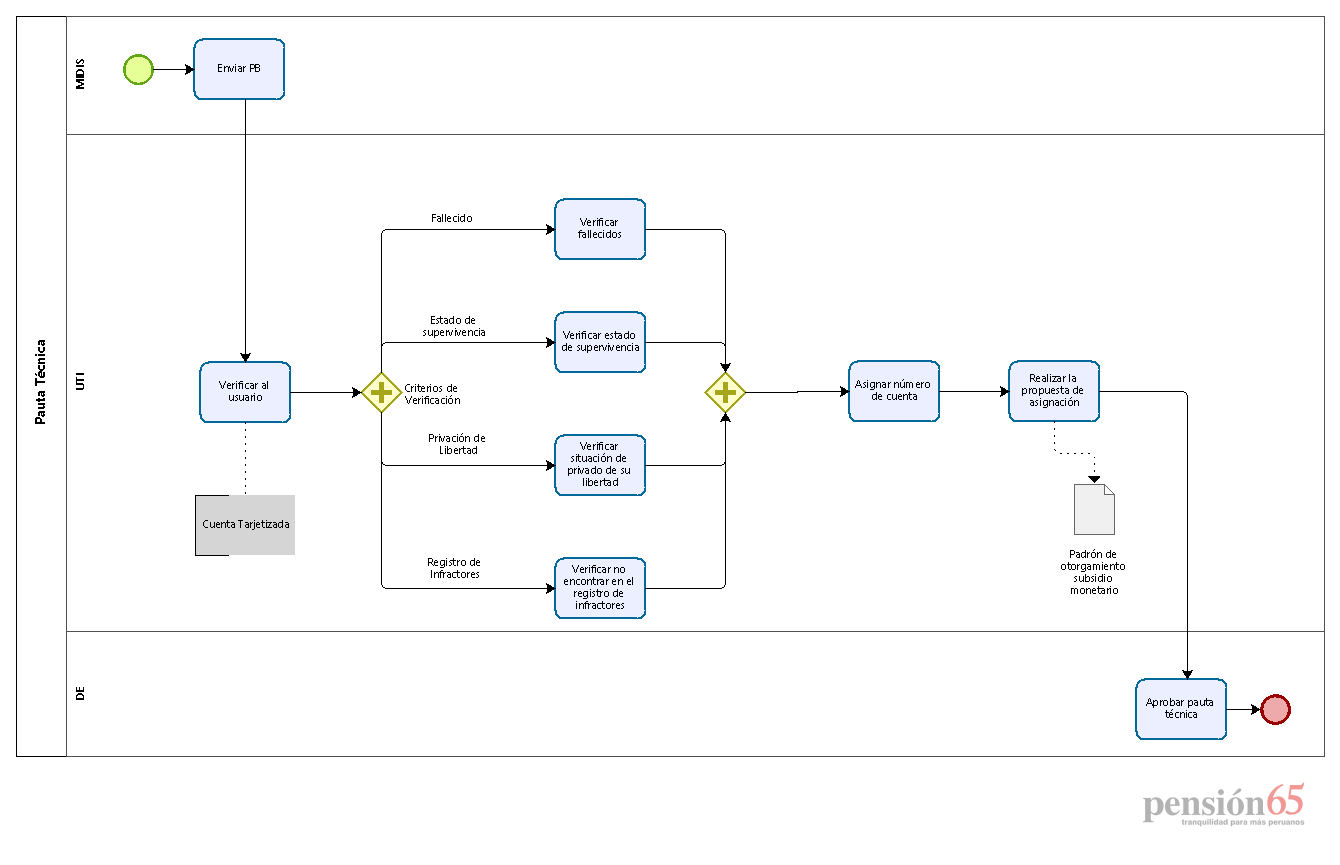 Pauta Técnica
MIDIS
Enviar PB
UTI
Verificar al
usuario
Cuenta Tarjetizada
Criterios de
Verificación
Fallecido
Verificar
fallecidos
Estado de
supervivencia
Verificar estado
de supervivencia
Privación de
Libertad
Verificar
situación de
privado de su
libertad
Registro de
Infractores
Verificar no
encontrar en el
registro de
infractores
Asignar número
de cuenta
Realizar la
propuesta de
asignación
Padrón de
otorgamiento
subsidio
monetario
DE
Aprobar pauta
técnica
pensión65
tranquilidad para más peruanos